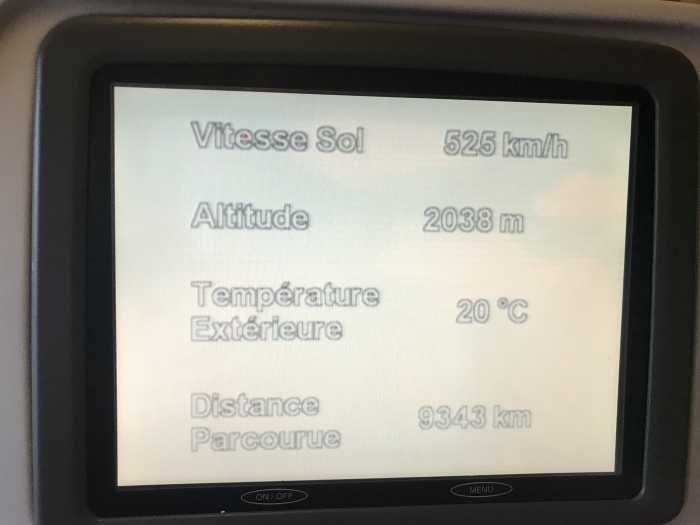 Vitesse Sol 525 km/h
Altitude 2038 m
Température
Extérieure 20 °C
Distance
Parcourue 9343 km
ON / OFF MENU